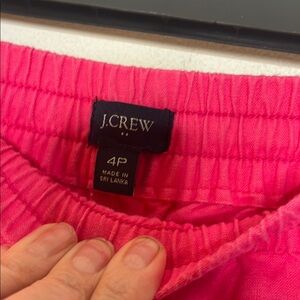 J.CREW
4P
MADE IN
SRI LANKA